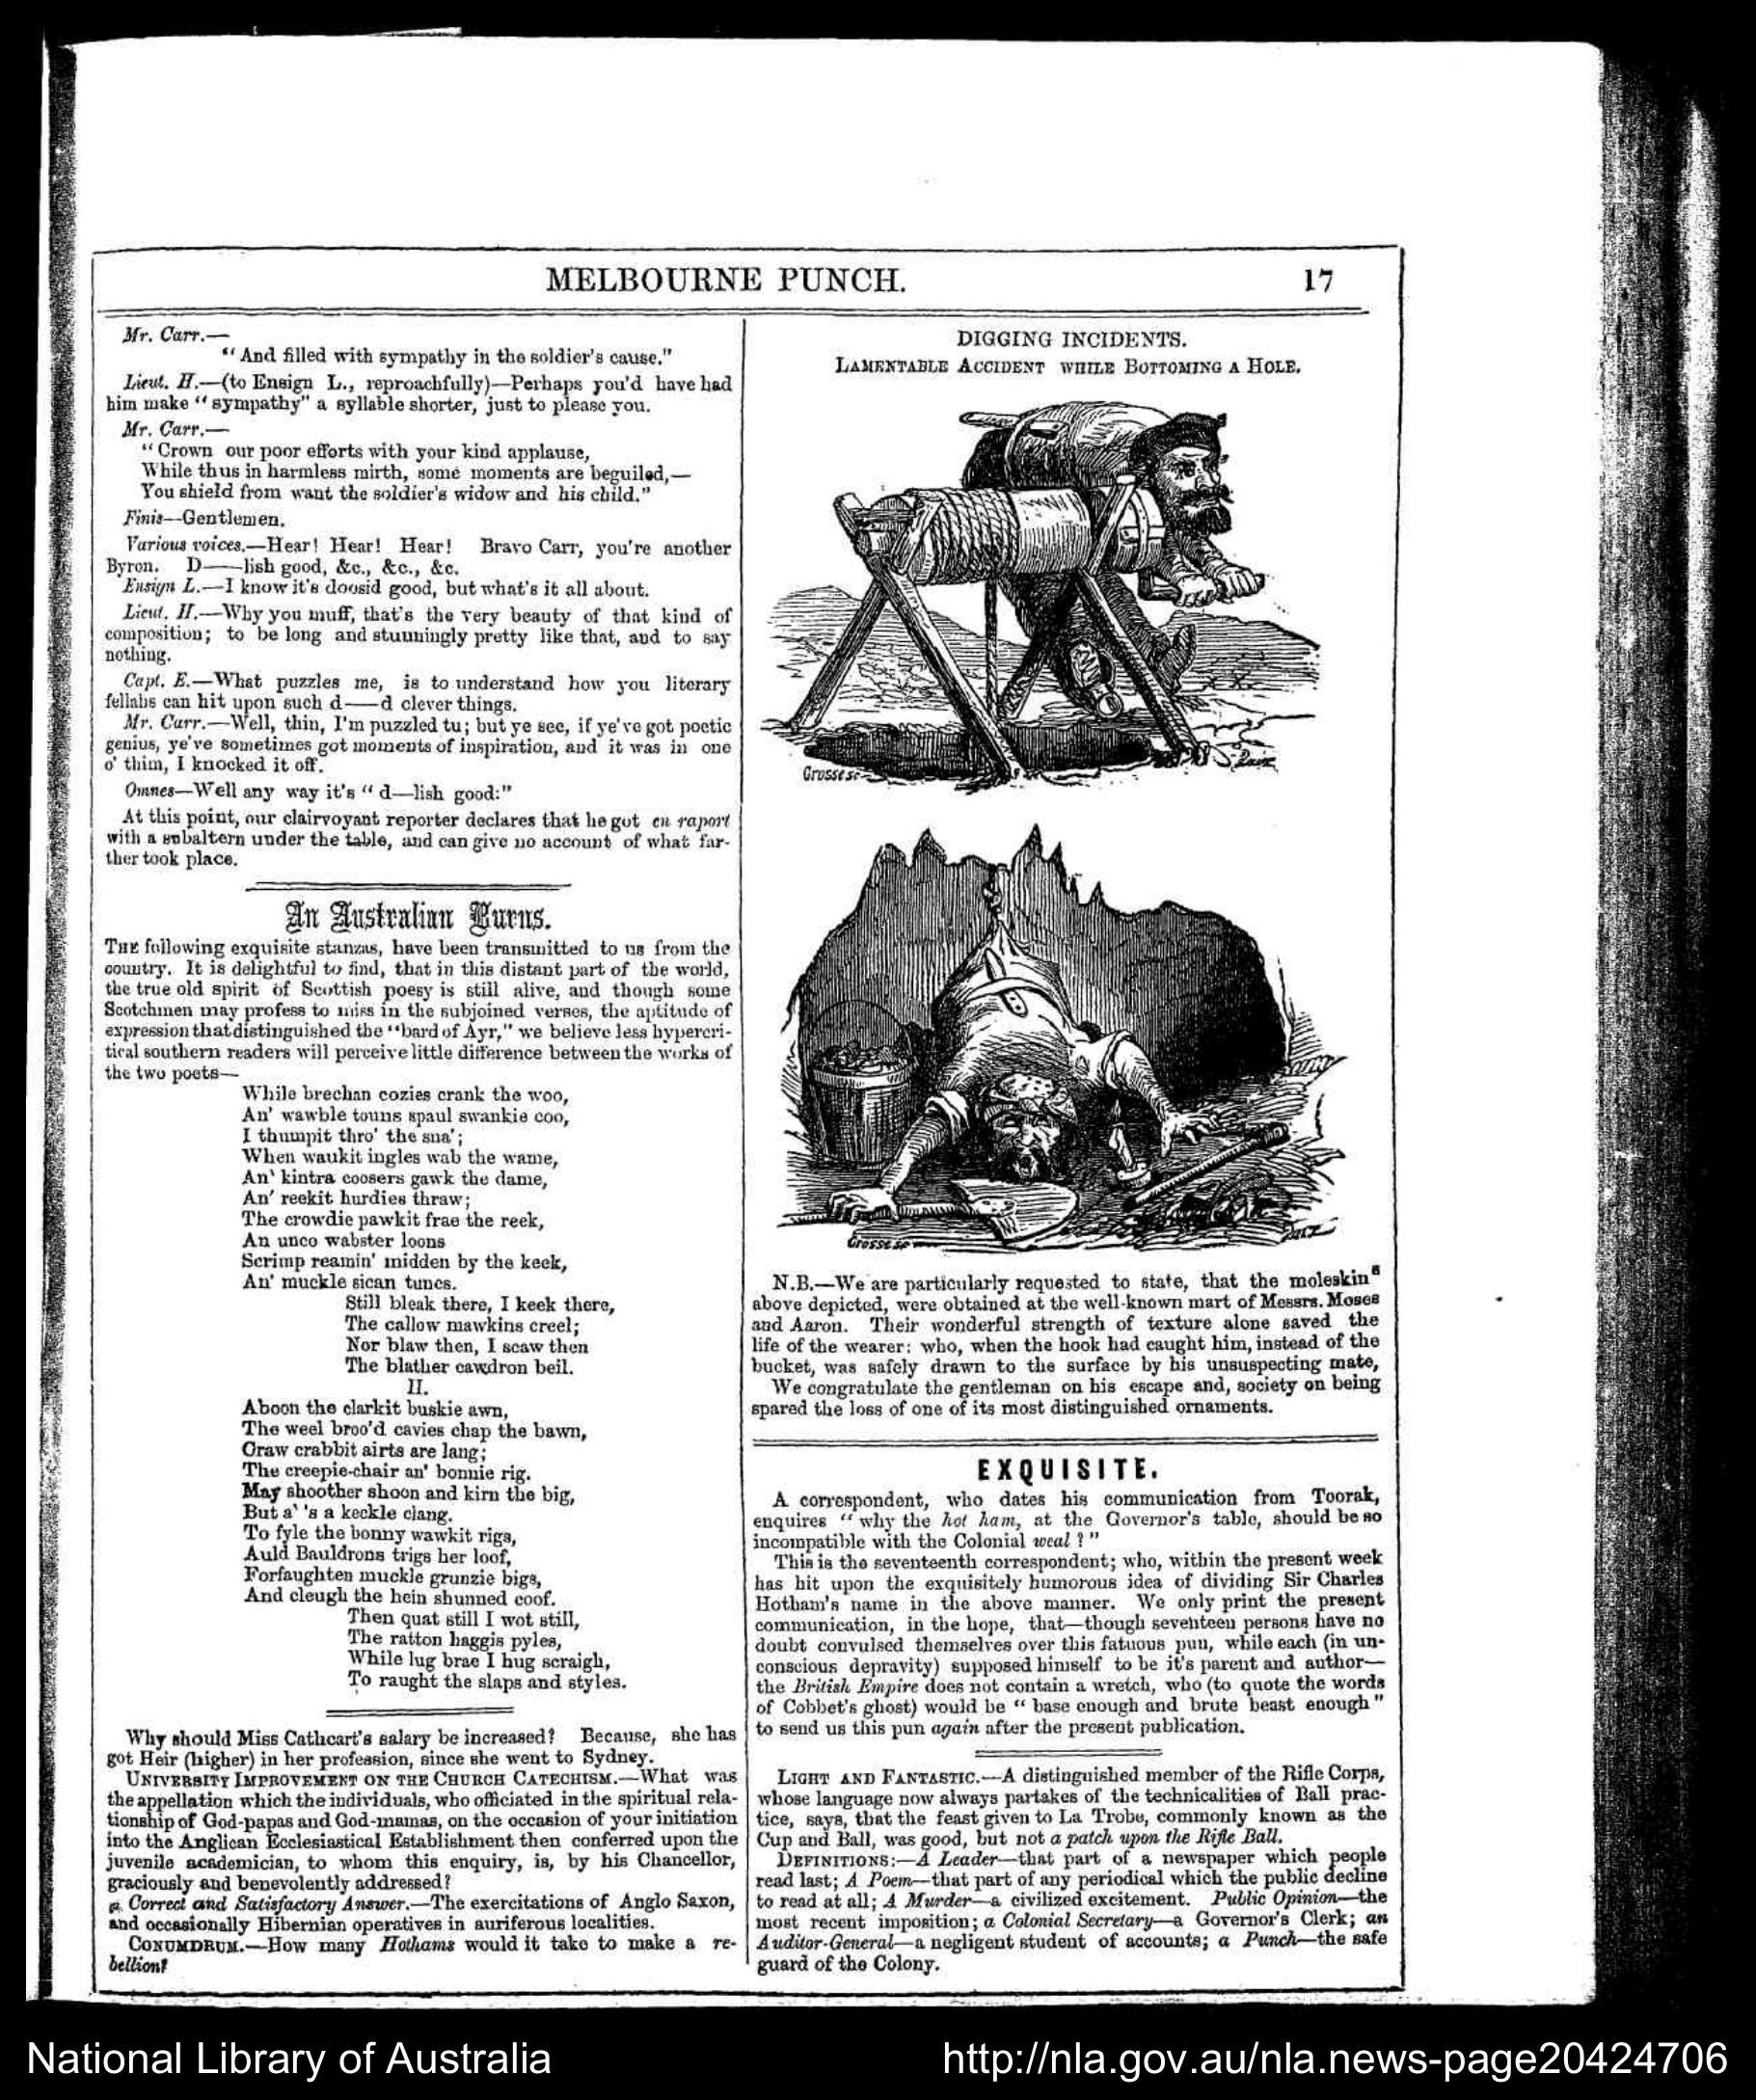 MELBOURNE PUNCH.
17
Mr. Carr.—
"And filled with sympathy in the soldier's cause."
Lieut. H.—(to Ensign L., reproachfully)—Perhaps you'd have had
him make "sympathy" a syllable shorter, just to please you.
Mr. Carr.—
"Crown our poor efforts with your kind applause,
While thus in harmless mirth, some moments are beguiled,—
You shield from want the soldier's widow and his child."
Finis—Gentlemen.
Various voices.—Hear! Hear! Hear! Bravo Carr, you're another
Byron. D——lish good, &c., &c., &c.
Ensign L.—I know it's doosid good, but what's it all about.
Lieut. H.—Why you muff, that's the very beauty of that kind of
composition; to be long and stunningly pretty like that, and to say
nothing.
Capt. E.—What puzzles me, is to understand how you literary
fellahs can hit upon such d——d clever things.
Mr. Carr.—Well, thin, I'm puzzled tu; but ye see, if ye've got poetic
genius, ye've sometimes got moments of inspiration, and it was in one
o' thim, I knocked it off.
Omnes—Well any way it's "d—lish good:"
At this point, our clairvoyant reporter declares that he got en raport
with a subaltern under the table, and can give no account of what far-
ther took place.
An Australian Burns.
THE following exquisite stanzas, have been transmitted to us from the
country. It is delightful to find, that in this distant part of the world,
the true old spirit of Scottish poesy is still alive, and though some
Scotchmen may profess to miss in the subjoined verses, the aptitude of
expression that distinguished the "bard of Ayr," we believe less hypercri-
tical southern readers will perceive little difference between the works of
the two poets—
While brechan cozies crank the woo,
An' wawble touns spaul swankie coo,
I thumpit thro' the sna';
When waukit ingles wab the wame,
An' kintra coosers gawk the dame,
An' reekit hurdies thraw;
The crowdie pawkit frae the reek,
An unco wabster loons
Scrimp reamin' midden by the keek,
An' muckle sican tunes.
Still bleak there, I keek there,
The callow mawkins creel;
Nor blaw then, I scaw then
The blather cawdron beil.
II.
Aboon the clarkit buskie awn,
The weel broo'd cavies chap the bawn,
Graw crabbit airts are lang;
The creepie-chair an' bonnie rig.
May shoother shoon and kirn the big,
But a' 's a keckle clang.
To fyle the bonny wawkit rigs,
Auld Bauldrons trigs her loof,
Forfaughten muckle grunzie bigs,
And cleugh the hein shunned coof.
Then quat still I wot still,
The ratton haggis pyles,
While lug brae I hug scraigh,
To raught the slaps and styles.
Why should Miss Cathcart's salary be increased? Because, she has
got Heir (higher) in her profession, since she went to Sydney.
UNIVERSITY IMPROVEMENT ON THE CHURCH CATECHISM.—What was
the appellation which the individuals, who officiated in the spiritual rela-
tionship of God-papas and God-mamas, on the occasion of your initiation
into the Anglican Ecclesiastical Establishment then conferred upon the
juvenile academician, to whom this enquiry, is, by his Chancellor,
graciously and benevolently addressed?
Correct and Satisfactory Answer.—The exercitations of Anglo Saxon,
and occasionally Hibernian operatives in auriferous localities.
CONUMDRUM.—How many Hothams would it take to make a re-
bellion?
DIGGING INCIDENTS.
LAMENTABLE ACCIDENT WHILE BOTTOMING A HOLE.
Grosse sc
Grosse sc
N.B.—We are particularly requested to state, that the moleskins
above depicted, were obtained at the well-known mart of Messrs. Moses
and Aaron. Their wonderful strength of texture alone saved the
life of the wearer: who, when the hook had caught him, instead of the
bucket, was safely drawn to the surface by his unsuspecting mate,
We congratulate the gentleman on his escape and, society on being
spared the loss of one of its most distinguished ornaments.
EXQUISITE.
A correspondent, who dates his communication from Toorak,
enquires "why the hot ham, at the Governor's table, should be so
incompatible with the Colonial weal?"
This is the seventeenth correspondent; who, within the present week
has hit upon the exquisitely humorous idea of dividing Sir Charles
Hotham's name in the above manner. We only print the present
communication, in the hope, that—though seventeen persons have no
doubt convulsed themselves over this fatuous pun, while each (in un-
conscious depravity) supposed himself to be it's parent and author—
the British Empire does not contain a wretch, who (to quote the words
of Cobbet's ghost) would be "base enough and brute beast enough"
to send us this pun again after the present publication.
LIGHT AND FANTASTIC.—A distinguished member of the Rifle Corps,
whose language now always partakes of the technicalities of Ball prac-
tice, says, that the feast given to La Trobe, commonly known as the
Cup and Ball, was good, but not a patch upon the Rifle Ball.
DEFINITIONS:—A Leader—that part of a newspaper which people
read last; A Poem—that part of any periodical which the public decline
to read at all; A Murder—a civilized excitement. Public Opinion—the
most recent imposition; a Colonial Secretary—a Governor's Clerk; an
Auditor-General—a negligent student of accounts; a Punch—the safe
guard of the Colony.
National Library of Australia
http://nla.gov.au/nla.news-page20424706